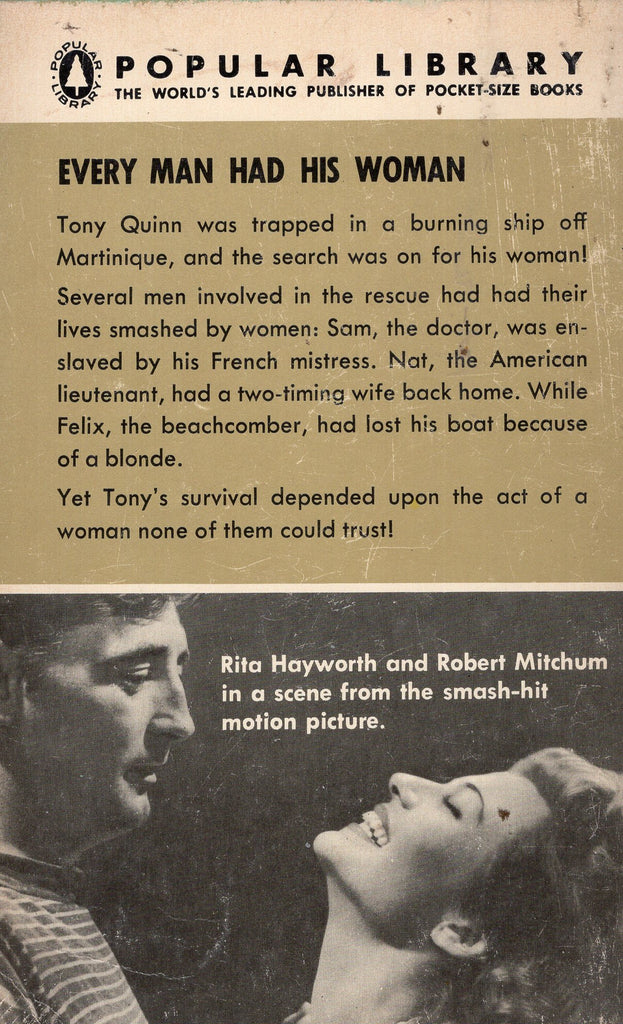 POPULAR LIBRARY
POPULAR LIBRARY
THE WORLD'S LEADING PUBLISHER OF POCKET-SIZE BOOKS
EVERY MAN HAD HIS WOMAN
Tony Quinn was trapped in a burning ship off
Martinique, and the search was on for his woman!
Several men involved in the rescue had had their
lives smashed by women: Sam, the doctor, was en-
slaved by his French mistress. Nat, the American
lieutenant, had a two-timing wife back home. While
Felix, the beachcomber, had lost his boat because
of a blonde.
Yet Tony's survival depended upon the act of a
woman none of them could trust!
Rita Hayworth and Robert Mitchum
in a scene from the smash-hit
motion picture.